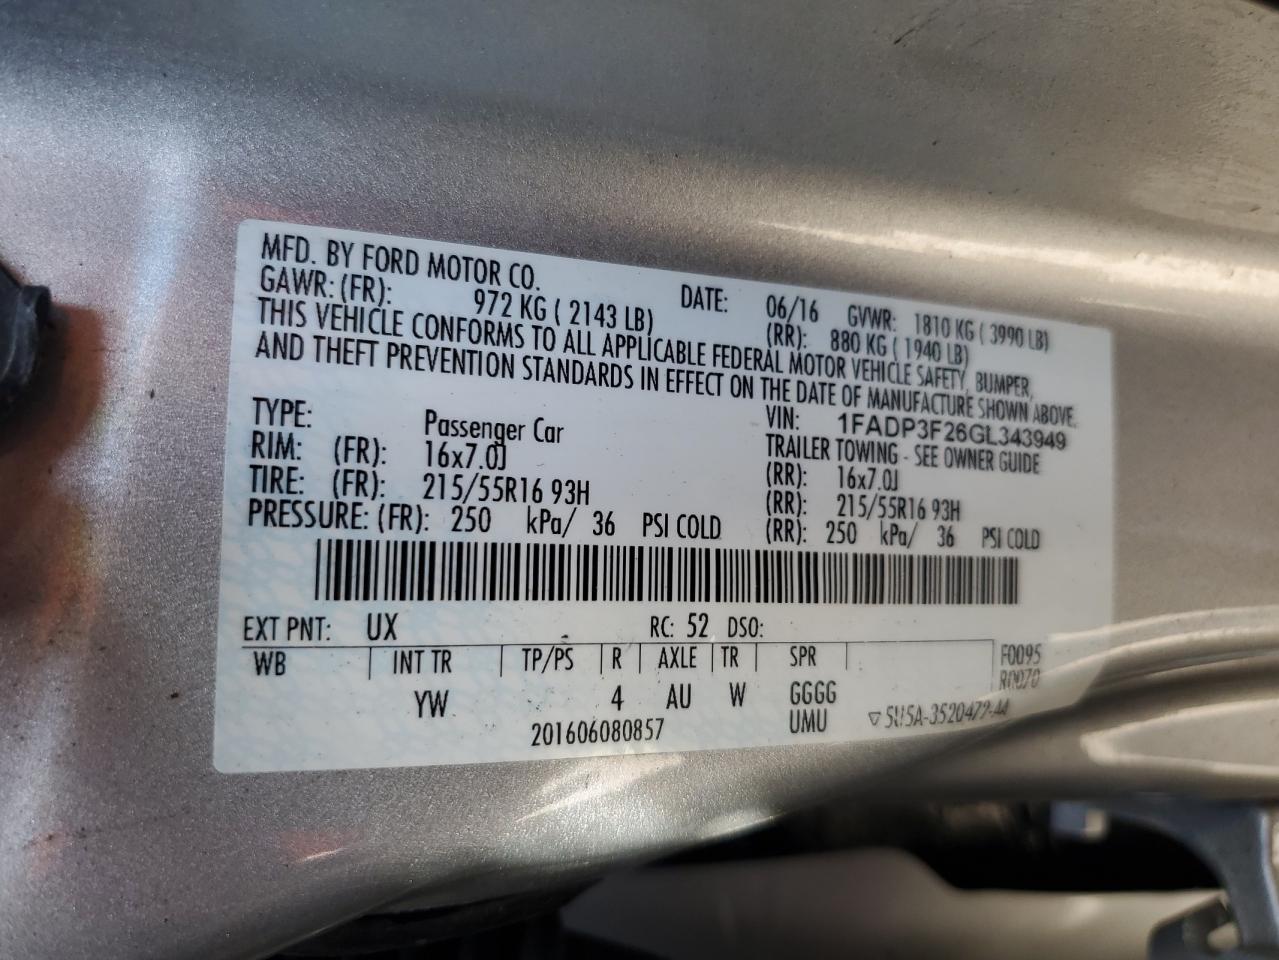 MFD. BY FORD MOTOR CO. DATE: 06/16 GVWR: 1810 KG ( 3990 LB)
GAWR: (FR): 972 KG ( 2143 LB) (RR): 880 KG ( 1940 LB)
THIS VEHICLE CONFORMS TO ALL APPLICABLE FEDERAL MOTOR VEHICLE SAFETY, BUMPER,
AND THEFT PREVENTION STANDARDS IN EFFECT ON THE DATE OF MANUFACTURE SHOWN ABOVE.
VIN: 1FADP3F26GL343949
TYPE: Passenger Car TRAILER TOWING - SEE OWNER GUIDE
RIM: (FR): 16x7.0J (RR): 16x7.0J
TIRE: (FR): 215/55R16 93H (RR): 215/55R16 93H
PRESSURE: (FR): 250 kPa/ 36 PSI COLD (RR): 250 kPa/ 36 PSI COLD
EXT PNT: UX RC: 52 DSO:
WB INT TR TP/PS R AXLE TR SPR F0095
R0070
YW 4 AU W GGGG
201606080857 UMU